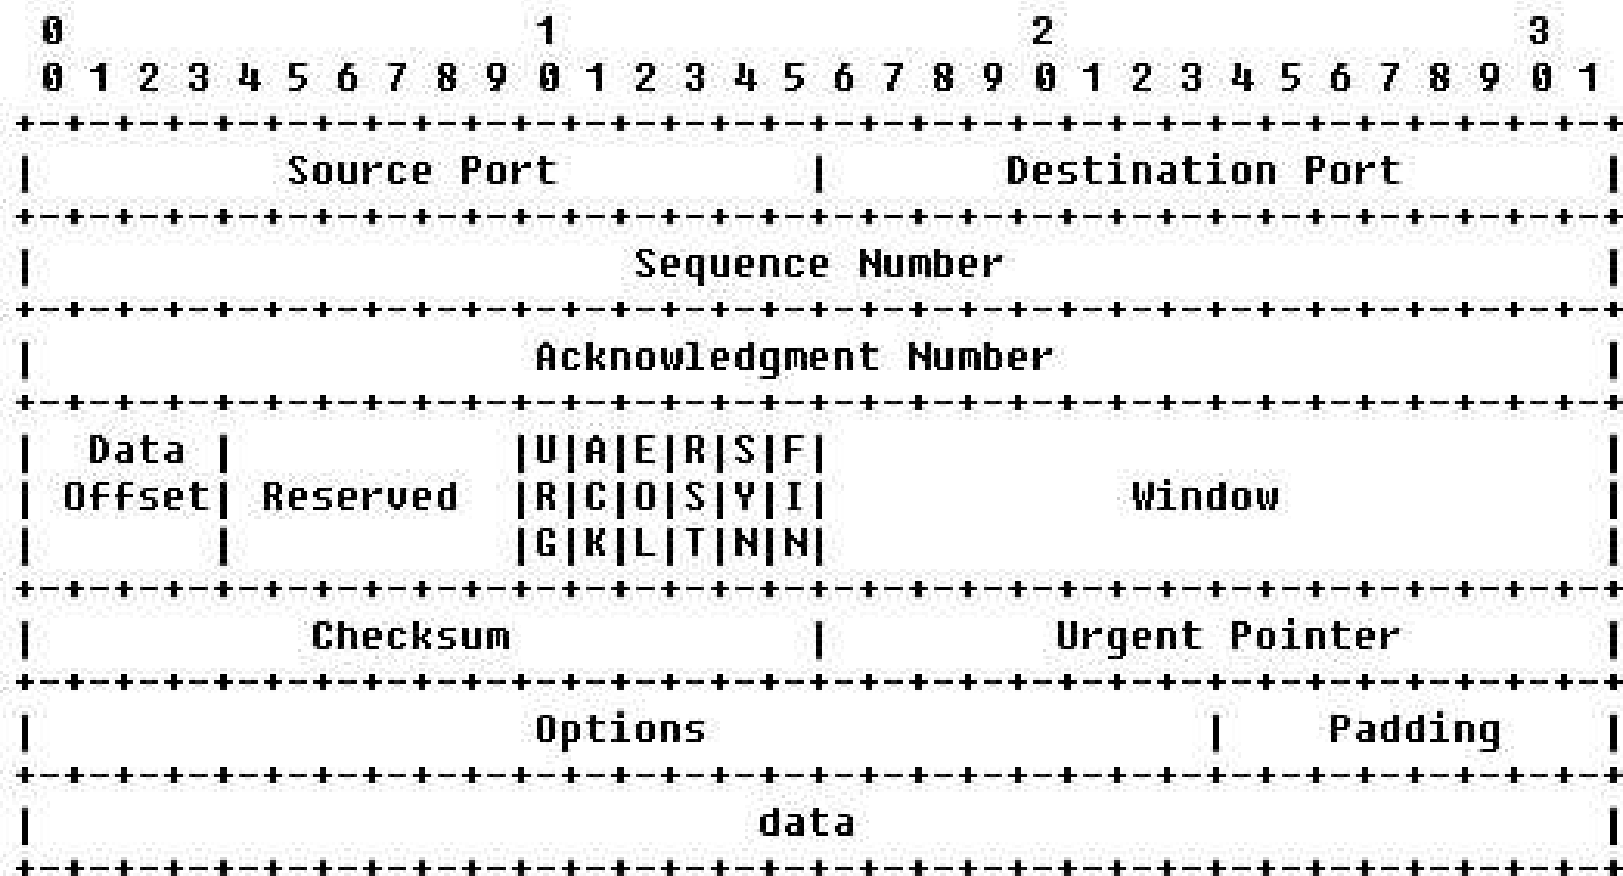 0                   1                   2                   3
0 1 2 3 4 5 6 7 8 9 0 1 2 3 4 5 6 7 8 9 0 1 2 3 4 5 6 7 8 9 0 1
+-+-+-+-+-+-+-+-+-+-+-+-+-+-+-+-+-+-+-+-+-+-+-+-+-+-+-+-+-+-+-+-+
|          Source Port          |       Destination Port        |
+-+-+-+-+-+-+-+-+-+-+-+-+-+-+-+-+-+-+-+-+-+-+-+-+-+-+-+-+-+-+-+-+
|                        Sequence Number                        |
+-+-+-+-+-+-+-+-+-+-+-+-+-+-+-+-+-+-+-+-+-+-+-+-+-+-+-+-+-+-+-+-+
|                    Acknowledgment Number                      |
+-+-+-+-+-+-+-+-+-+-+-+-+-+-+-+-+-+-+-+-+-+-+-+-+-+-+-+-+-+-+-+-+
|  Data |           |U|A|E|R|S|F|                               |
| Offset| Reserved  |R|C|O|S|Y|I|            Window             |
|       |           |G|K|L|T|N|N|                               |
+-+-+-+-+-+-+-+-+-+-+-+-+-+-+-+-+-+-+-+-+-+-+-+-+-+-+-+-+-+-+-+-+
|           Checksum            |         Urgent Pointer        |
+-+-+-+-+-+-+-+-+-+-+-+-+-+-+-+-+-+-+-+-+-+-+-+-+-+-+-+-+-+-+-+-+
|                    Options                    |    Padding    |
+-+-+-+-+-+-+-+-+-+-+-+-+-+-+-+-+-+-+-+-+-+-+-+-+-+-+-+-+-+-+-+-+
|                             data                              |
+-+-+-+-+-+-+-+-+-+-+-+-+-+-+-+-+-+-+-+-+-+-+-+-+-+-+-+-+-+-+-+-+